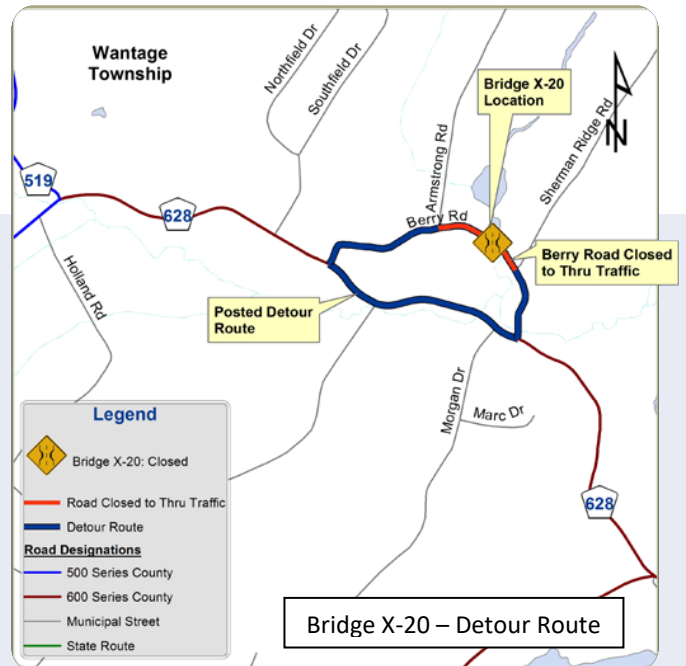 Wantage
Township
Northfield Dr
Southfield Dr
Bridge X-20
Location
Armstrong Rd
Sherman Ridge Rd
N
519
628
Berry Rd
Berry Road Closed
to Thru Traffic
Holland Rd
Posted Detour
Route
Morgan Dr
Marc Dr
628
Legend
Bridge X-20: Closed
Road Closed to Thru Traffic
Detour Route
Road Designations
500 Series County
600 Series County
Municipal Street
State Route
Bridge X-20 – Detour Route